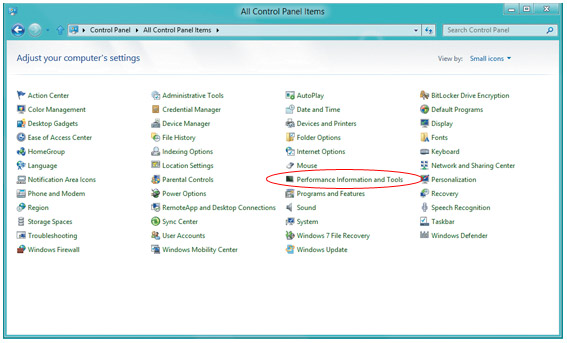 All Control Panel Items
Control Panel All Control Panel Items
Search Control Panel
Adjust your computer's settings
View by: Small icons
Action Center Administrative Tools AutoPlay BitLocker Drive Encryption
Color Management Credential Manager Date and Time Default Programs
Desktop Gadgets Device Manager Devices and Printers Display
Ease of Access Center File History Folder Options Fonts
HomeGroup Indexing Options Internet Options Keyboard
Language Location Settings Mouse Network and Sharing Center
Notification Area Icons Parental Controls Performance Information and Tools Personalization
Phone and Modem Power Options Programs and Features Recovery
Region RemoteApp and Desktop Connections Sound Speech Recognition
Storage Spaces Sync Center System Taskbar
Troubleshooting User Accounts Windows 7 File Recovery Windows Defender
Windows Firewall Windows Mobility Center Windows Update